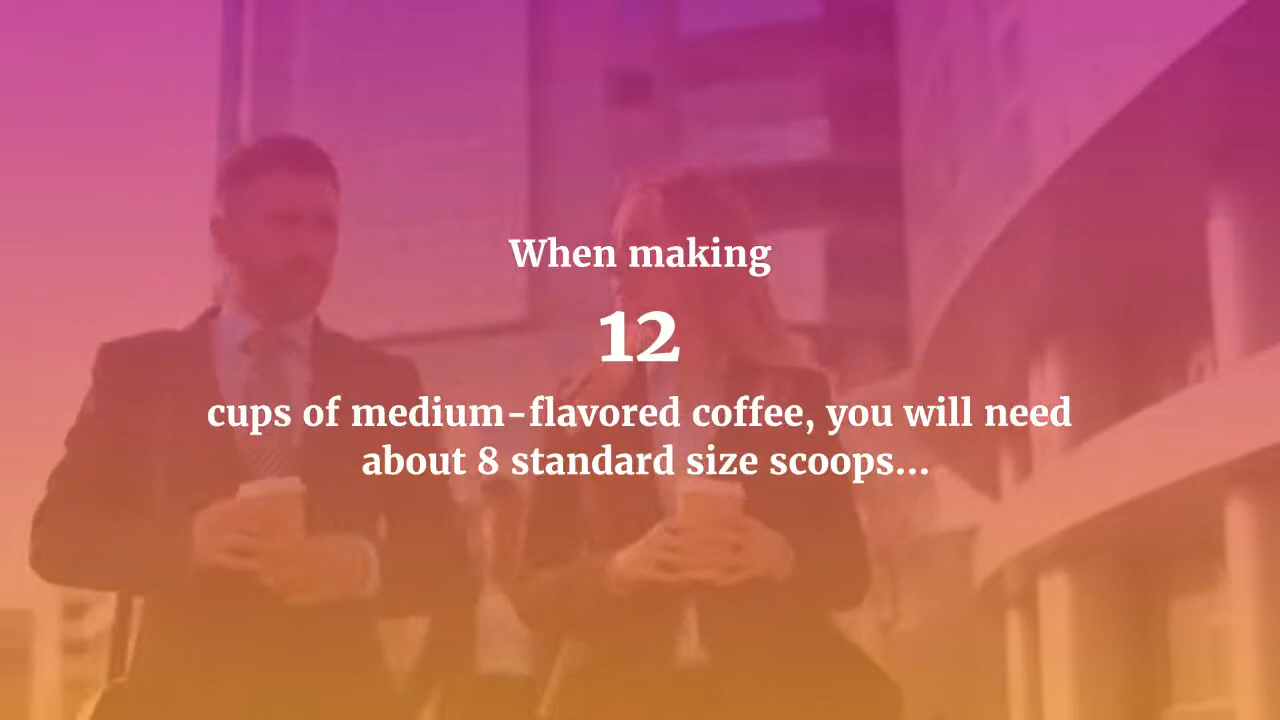 When making
12
cups of medium-flavored coffee, you will need
about 8 standard size scoops...